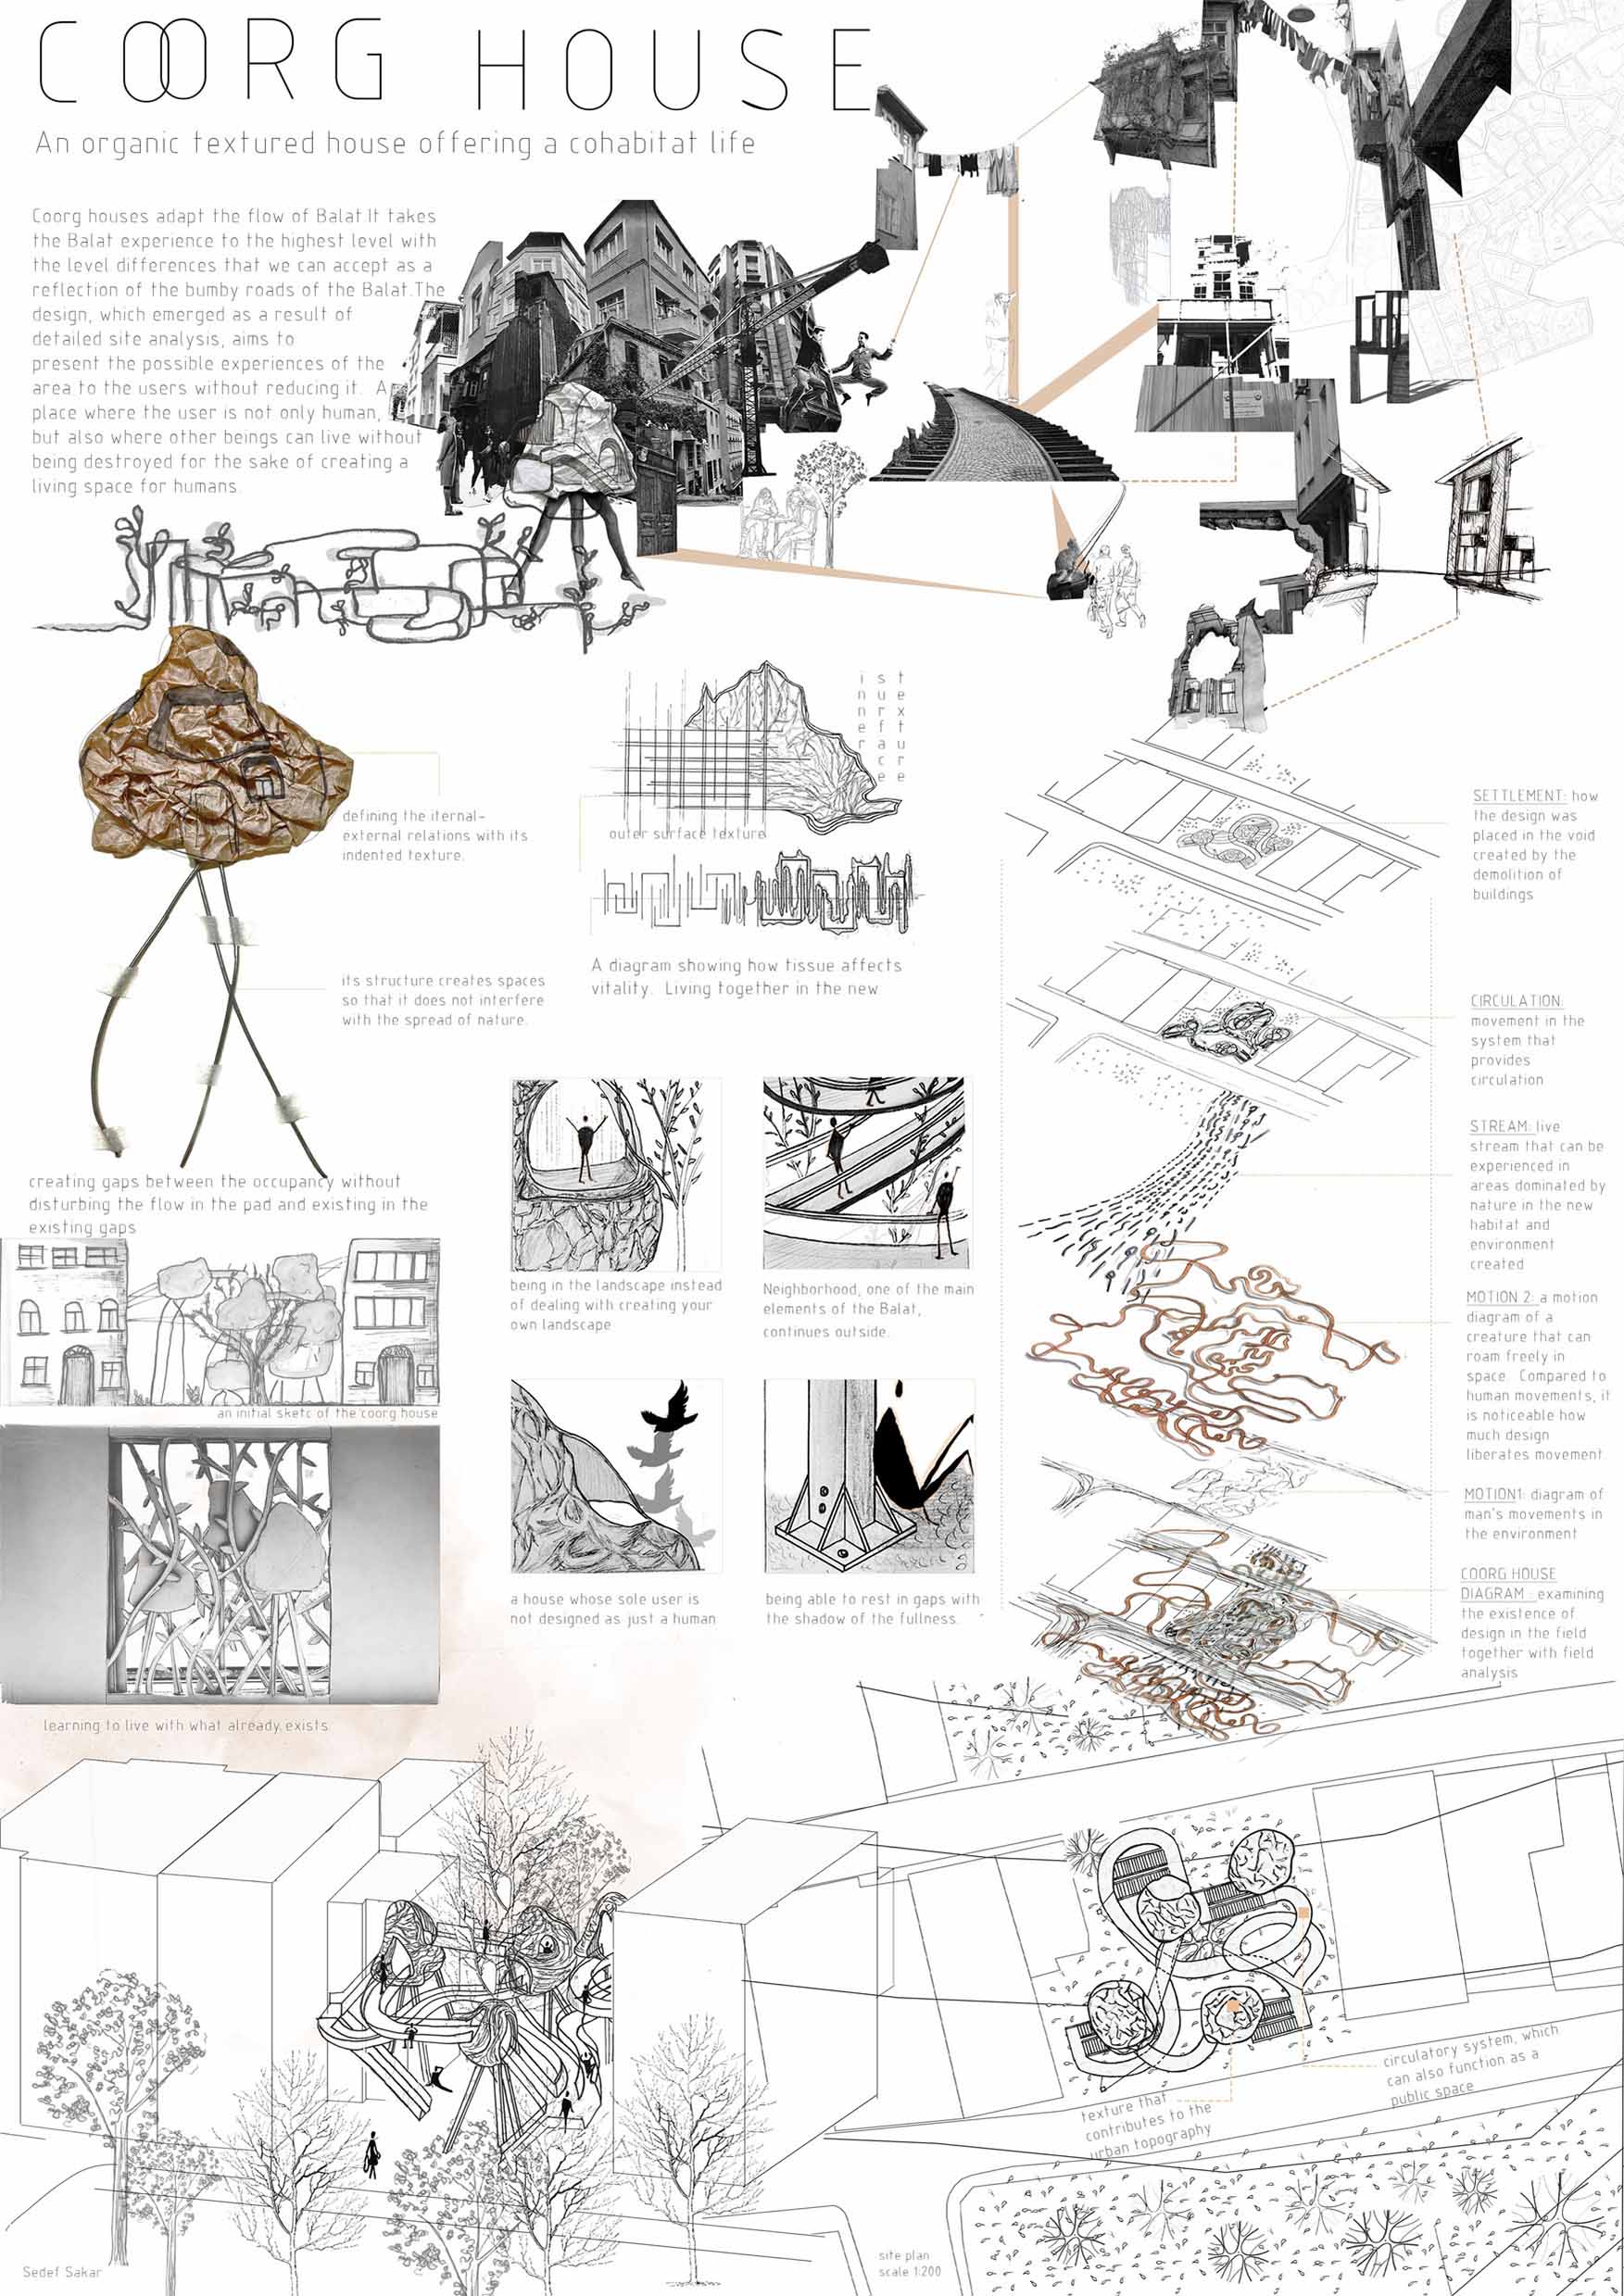 COORG HOUSE
An organic textured house offering a cohabitat life
Coorg houses adapt the flow of Balat.It takes
the Balat experience to the highest level with
the level differences that we can accept as a
reflection of the bumby roads of the Balat.The
design, which emerged as a result of
detailed site analysis, aims to
present the possible experiences of the
area to the users without reducing it. A
place where the user is not only human,
but also where other beings can live without
being destroyed for the sake of creating a
living space for humans.
defining the iternal-
external relations with its
indented texture.
its structure creates spaces
so that it does not interfere
with the spread of nature.
creating gaps between the occupancy without
disturbing the flow in the pad and existing in the
existing gaps
an initial sketc of the coorg house
learning to live with what already exists
inner surface texture
outer surface texture
A diagram showing how tissue affects
vitality. Living together in the new
being in the landscape instead
of dealing with creating your
own landscape
Neighborhood, one of the main
elements of the Balat,
continues outside.
a house whose sole user is
not designed as just a human
being able to rest in gaps with
the shadow of the fullness.
SETTLEMENT: how
the design was
placed in the void
created by the
demolition of
buildings
CIRCULATION:
movement in the
system that
provides
circulation
STREAM: live
stream that can be
experienced in
areas dominated by
nature in the new
habitat and
environment
created
MOTION 2: a motion
diagram of a
creature that can
roam freely in
space. Compared to
human movements, it
is noticeable how
much design
liberates movement.
MOTION1: diagram of
man's movements in
the environment
COORG HOUSE
DIAGRAM : examining
the existence of
design in the field
together with field
analysis
circulatory system, which
can also function as a
public space
texture that
contributes to the
urban topography
site plan
scale 1:200
Sedef Sakar